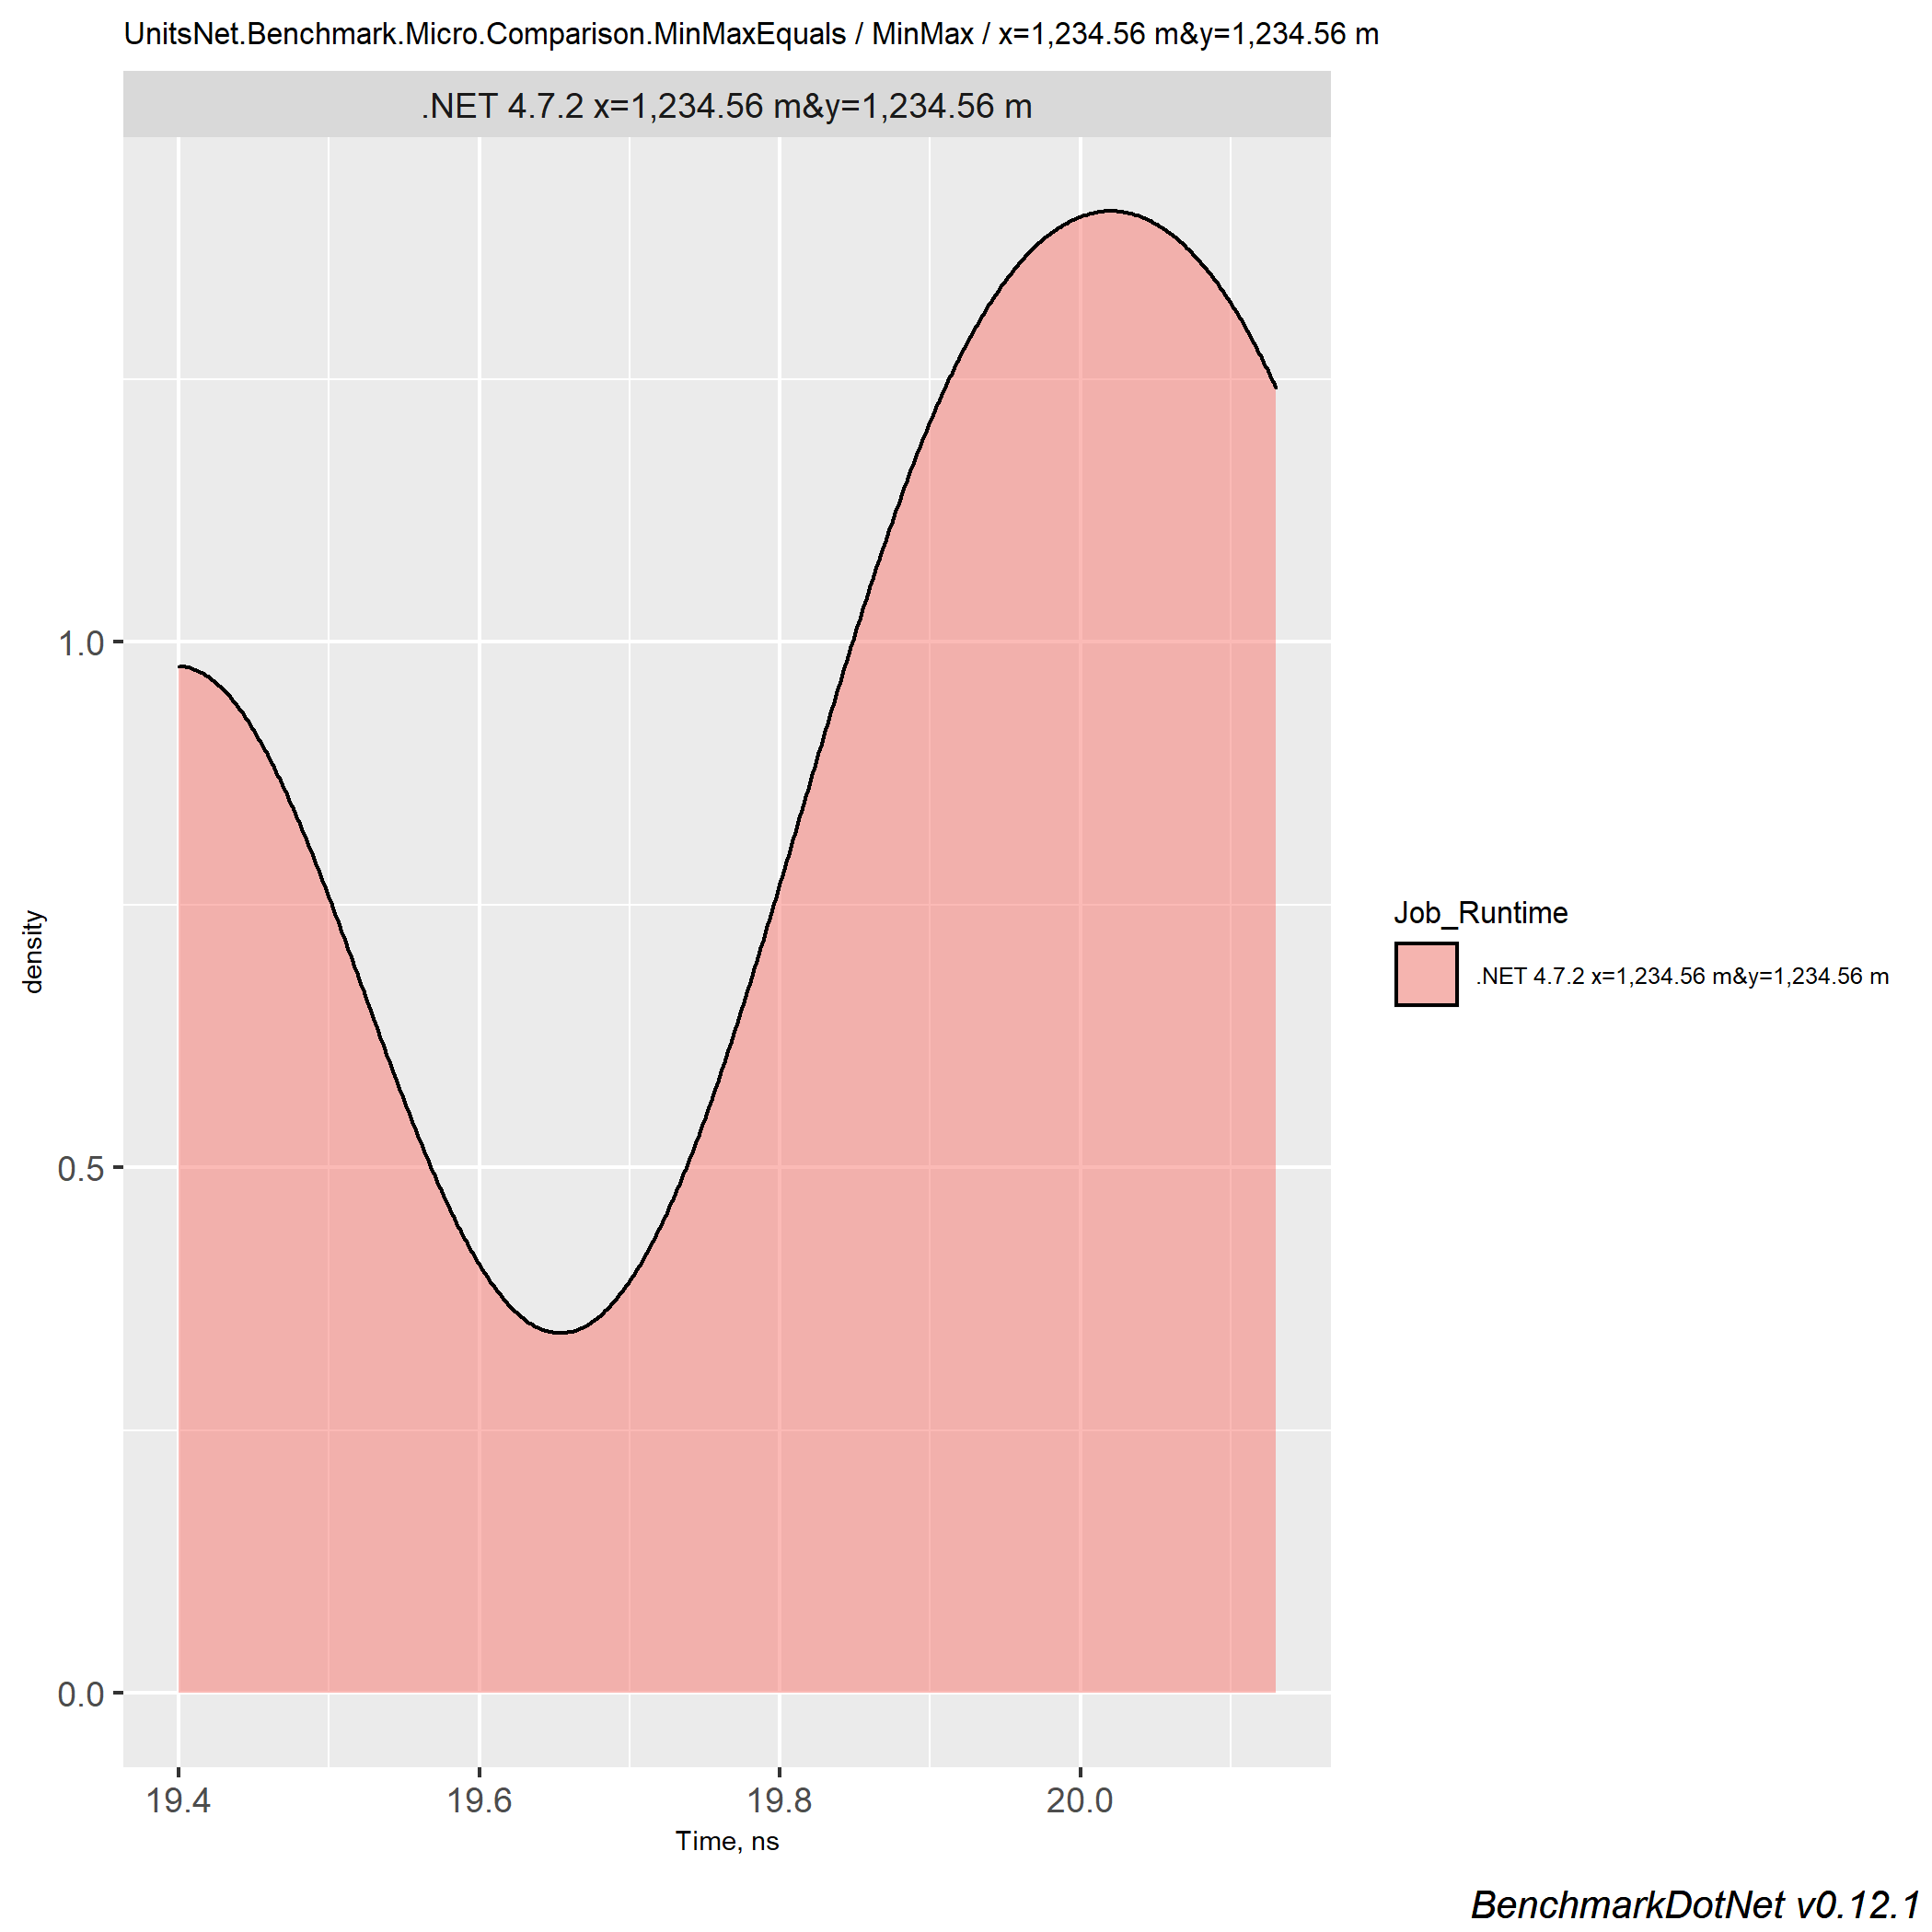 UnitsNet.Benchmark.Micro.Comparison.MinMaxEquals / MinMax / x=1,234.56 m&y=1,234.56 m
.NET 4.7.2 x=1,234.56 m&y=1,234.56 m
1.0
0.5
0.0
density
19.4 19.6 19.8 20.0
Time, ns
Job_Runtime
.NET 4.7.2 x=1,234.56 m&y=1,234.56 m
BenchmarkDotNet v0.12.1